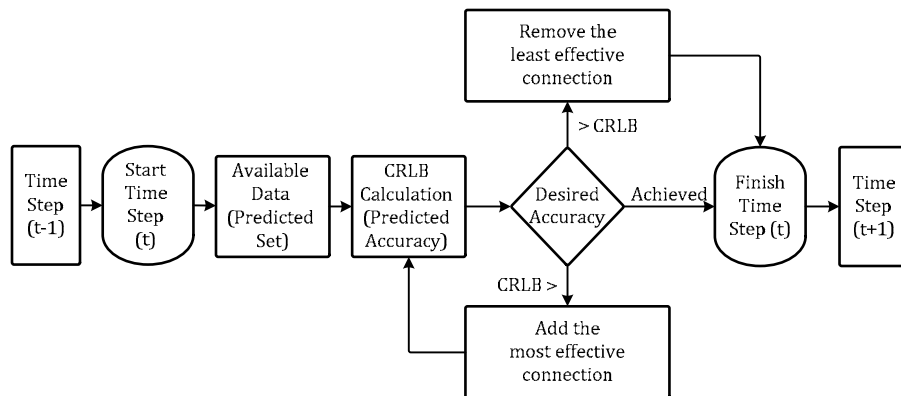 Remove the
least effective
connection
> CRLB
Time
Step
(t-1)
Start
Time
Step
(t)
Available
Data
(Predicted
Set)
CRLB
Calculation
(Predicted
Accuracy)
Desired
Accuracy
Achieved
Finish
Time
Step (t)
Time
Step
(t+1)
CRLB >
Add the
most effective
connection